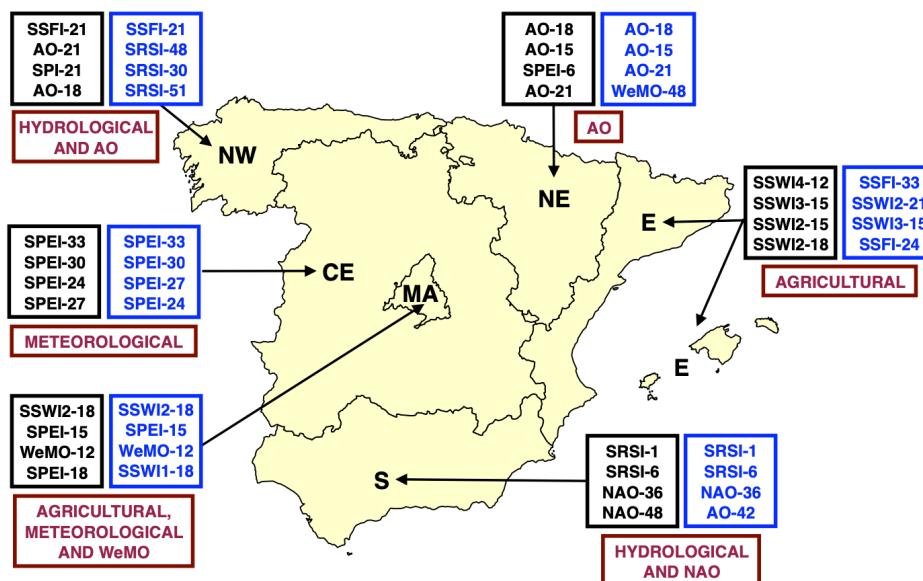 SSFI-21
AO-21
SPI-21
AO-18
SSFI-21
SRSI-48
SRSI-30
SRSI-51
HYDROLOGICAL
AND AO
NW
AO-18
AO-15
SPEI-6
AO-21
AO-18
AO-15
AO-21
WeMO-48
AO
NE
SSWI4-12
SSWI3-15
SSWI2-15
SSWI2-18
SSFI-33
SSWI2-21
SSWI3-15
SSFI-24
AGRICULTURAL
E
E
SPEI-33
SPEI-30
SPEI-24
SPEI-27
SPEI-33
SPEI-30
SPEI-27
SPEI-24
METEOROLOGICAL
CE
MA
SSWI2-18
SPEI-15
WeMO-12
SPEI-18
SSWI2-18
SPEI-15
WeMO-12
SSWI1-18
AGRICULTURAL,
METEOROLOGICAL
AND WeMO
S
SRSI-1
SRSI-6
NAO-36
NAO-48
SRSI-1
SRSI-6
NAO-36
AO-42
HYDROLOGICAL
AND NAO